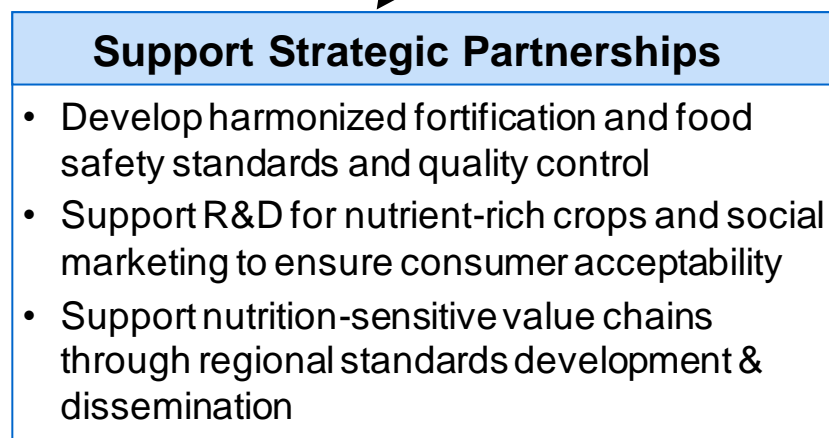 Support Strategic Partnerships
• Develop harmonized fortification and food
safety standards and quality control
• Support R&D for nutrient-rich crops and social
marketing to ensure consumer acceptability
• Support nutrition-sensitive value chains
through regional standards development &
dissemination